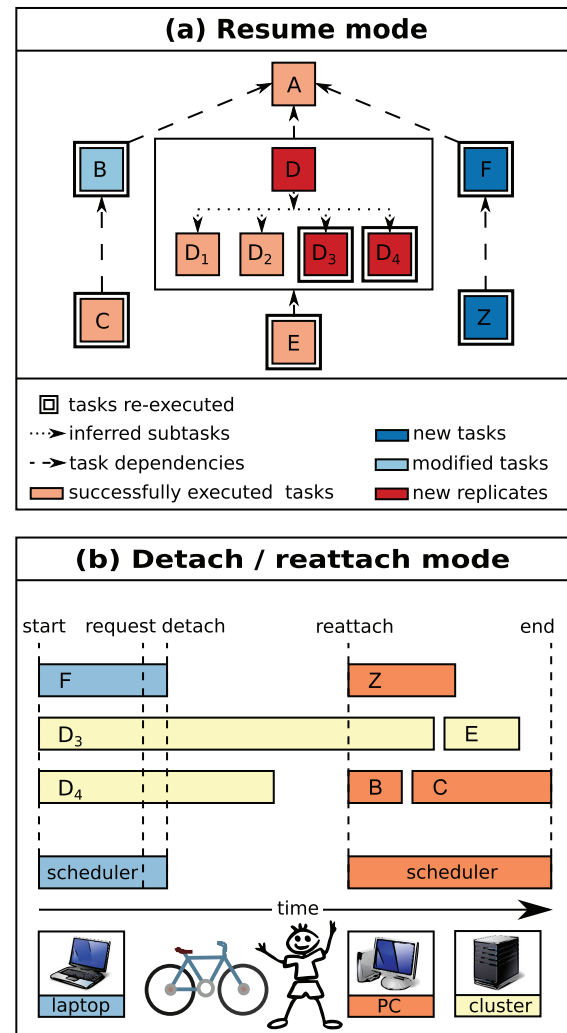 (a) Resume mode
A
B
D
F
D₁
D₂
D₃
D₄
C
E
Z
tasks re-executed
inferred subtasks
task dependencies
successfully executed tasks
new tasks
modified tasks
new replicates
(b) Detach / reattach mode
start request detach reattach end
F Z
D₃ E
D₄ B C
scheduler scheduler
time
laptop PC cluster